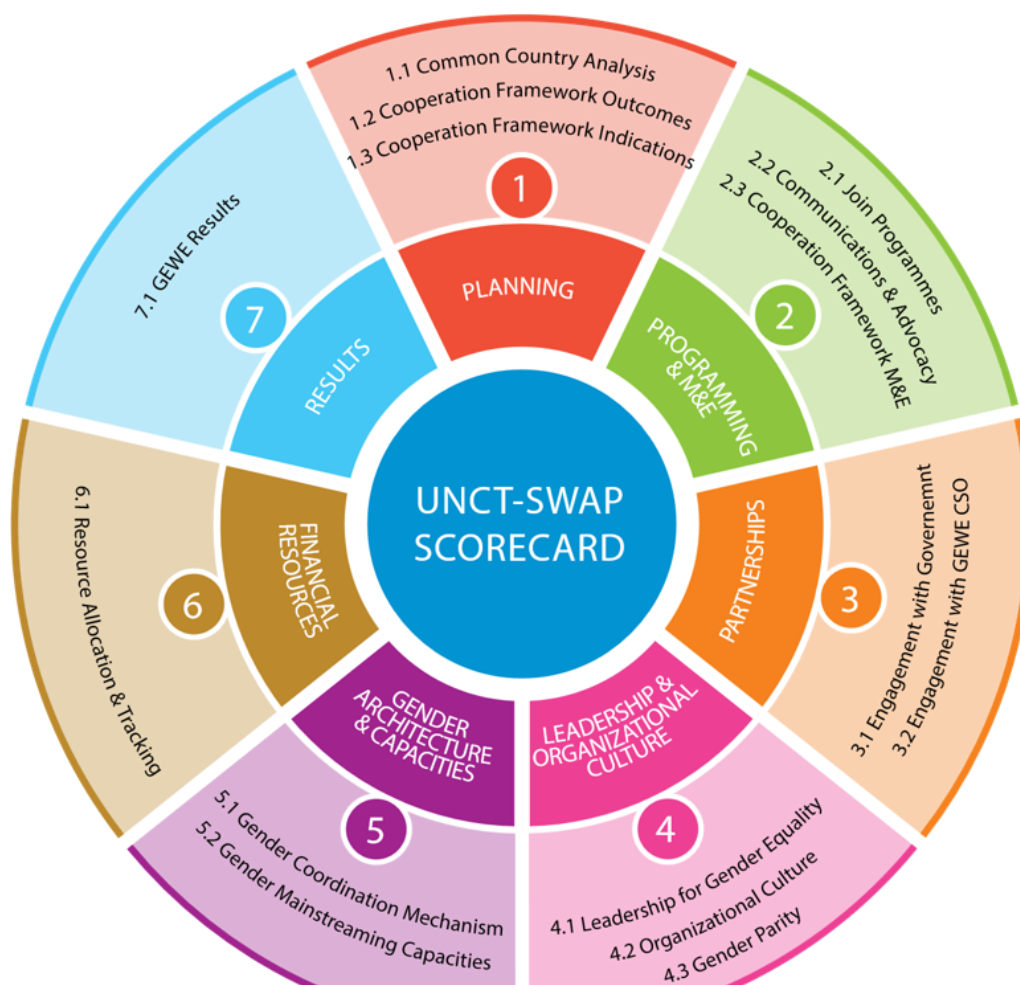 UNCT-SWAP
SCORECARD
1
PLANNING
1.1 Common Country Analysis
1.2 Cooperation Framework Outcomes
1.3 Cooperation Framework Indications
2
PROGRAMMING
& M&E
2.1 Join Programmes
2.2 Communications & Advocacy
2.3 Cooperation Framework M&E
3
PARTNERSHIPS
3.1 Engagement with Governemnt
3.2 Engagement with GEWE CSO
4
LEADERSHIP &
ORGANIZATIONAL
CULTURE
4.1 Leadership for Gender Equality
4.2 Organizational Culture
4.3 Gender Parity
5
GENDER
ARCHITECTURE
& CAPACITIES
5.1 Gender Coordination Mechanism
5.2 Gender Mainstreaming Capacities
6
FINANCIAL
RESOURCES
6.1 Resource Allocation & Tracking
7
RESULTS
7.1 GEWE Results